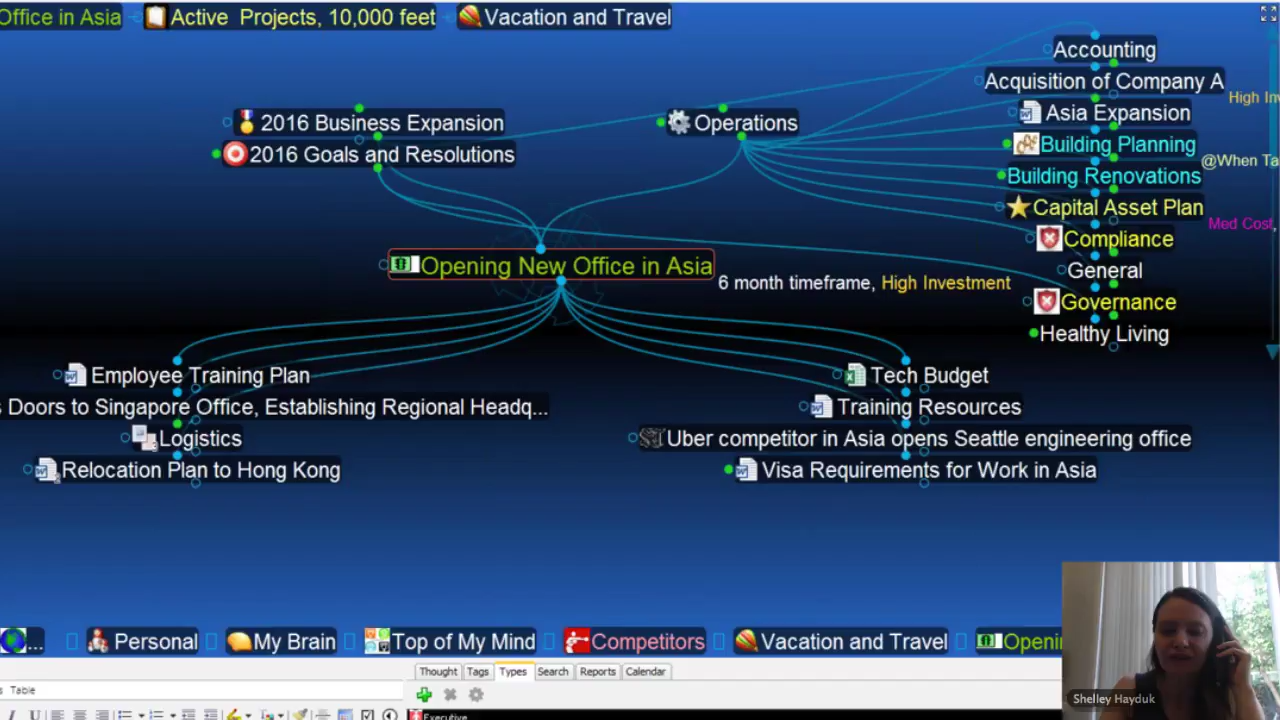 Office in Asia
Active Projects, 10,000 feet
Vacation and Travel
Accounting
Acquisition of Company A
High In
2016 Business Expansion
Operations
Asia Expansion
2016 Goals and Resolutions
Building Planning
@When Ta
Building Renovations
Capital Asset Plan
Med Cost,
Compliance
Opening New Office in Asia
General
6 month timeframe, High Investment
Governance
Healthy Living
Employee Training Plan
Tech Budget
s Doors to Singapore Office, Establishing Regional Headq...
Training Resources
Logistics
Uber competitor in Asia opens Seattle engineering office
Relocation Plan to Hong Kong
Visa Requirements for Work in Asia
...
Personal
My Brain
Top of My Mind
Competitors
Vacation and Travel
Openin
Thought Tags Types Search Reports Calendar
s Table
Executive
Shelley Hayduk